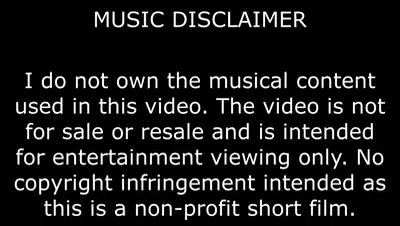 MUSIC DISCLAIMER
I do not own the musical content
used in this video. The video is not
for sale or resale and is intended
for entertainment viewing only. No
copyright infringement intended as
this is a non-profit short film.